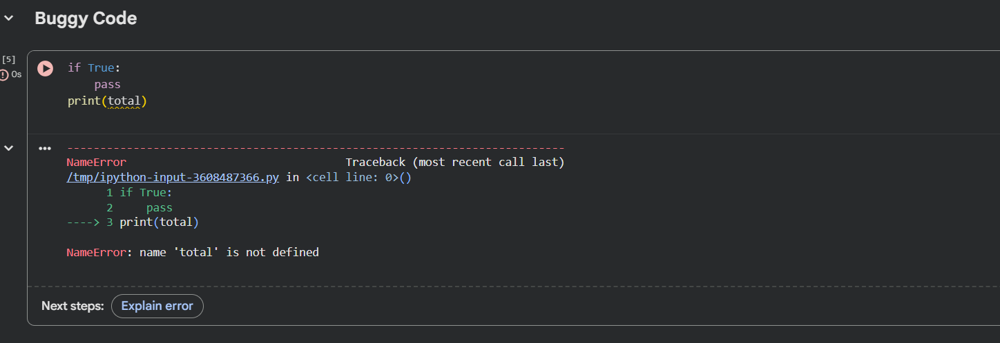 Buggy Code
[5]
0s
if True:
    pass
print(total)
---------------------------------------------------------------------------
NameError                                 Traceback (most recent call last)
/tmp/ipython-input-3608487366.py in <cell line: 0>()
      1 if True:
      2     pass
----> 3 print(total)

NameError: name 'total' is not defined
Next steps: Explain error